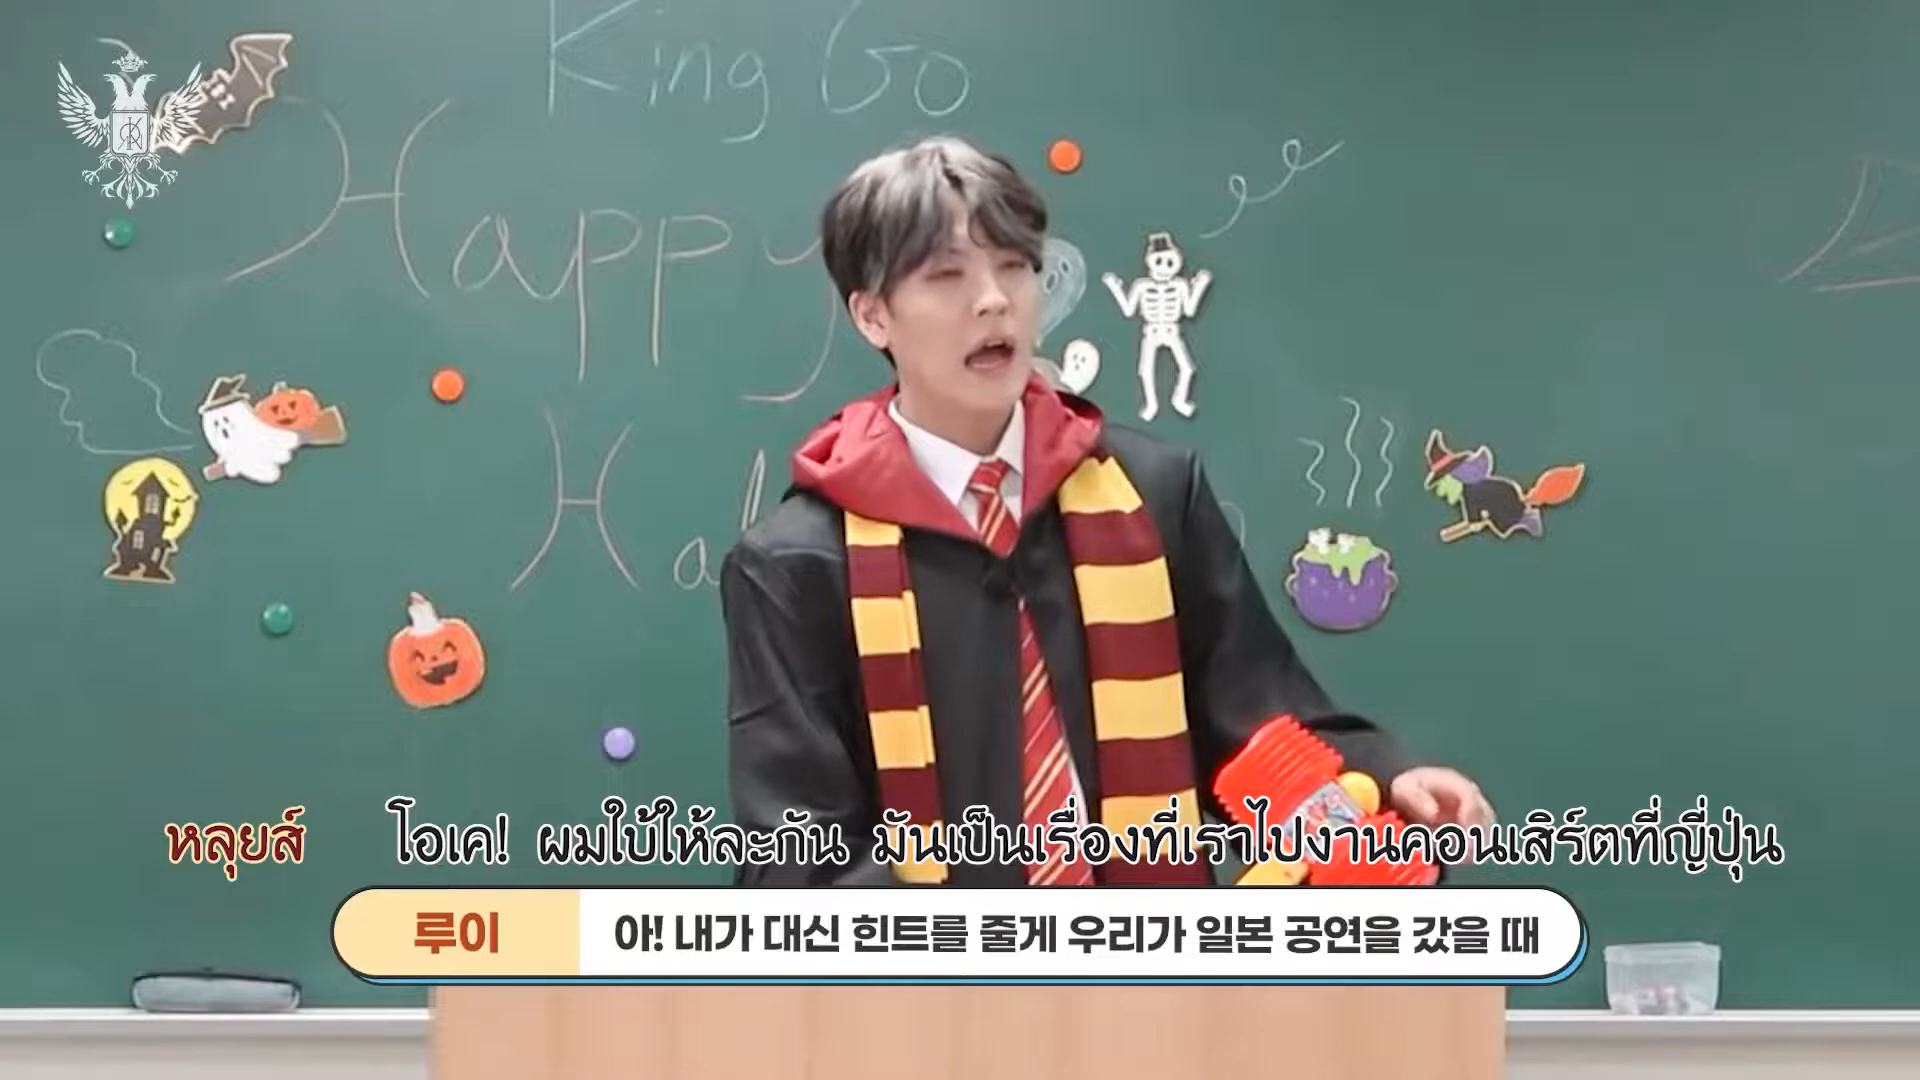 King Go
Happy
หลุยส์ โอเค! ผมใบ้ให้ละกัน มันเป็นเรื่องที่เราไปงานคอนเสิร์ตที่ญี่ปุ่น
루이 아! 내가 대신 힌트를 줄게 우리가 일본 공연을 갔을 때